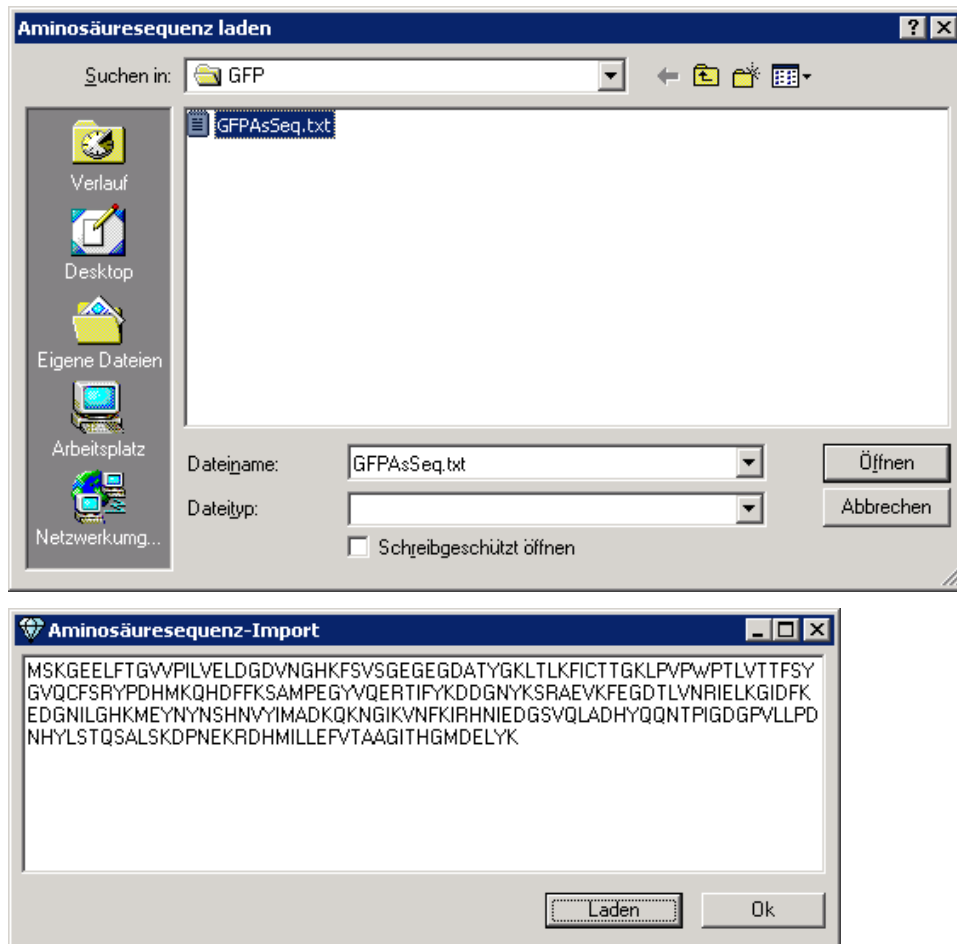 Aminosäuresequenz laden
Suchen in: GFP
GFPAsSeq.txt
Verlauf
Desktop
Eigene Dateien
Arbeitsplatz
Netzwerkumg...
Dateiname: GFPAsSeq.txt Öffnen
Dateityp: Abbrechen
Schreibgeschützt öffnen
Aminosäuresequenz-Import
MSKGEELFTGVVPILVELDGDVNGHKFSVSGEGEGDATYGKLTLKFICTTGKLPVPWPTLVTTFSY
GVQCFSRYPDHMKQHDFFKSAMPEGYVQERTIFYKDDGNYKSRAEVKFEGDTLVNRIELKGIDFK
EDGNILGHKMEYNYNSHNVYIMADKQKNGIKVNFKIRHNIEDGSVQLADHYQQNTPIGDGPVLLPD
NHYLSTQSALSKDPNEKRDHMILLEFVTAAGITHGMDELYK
Laden Ok